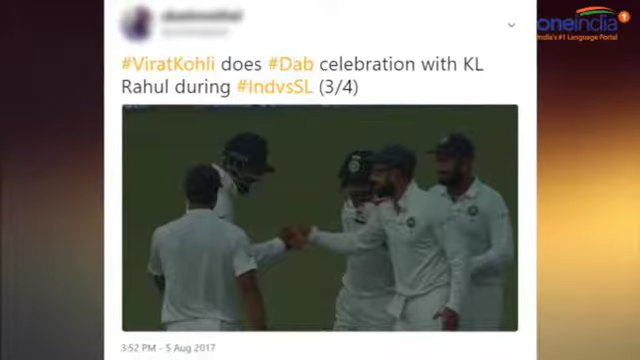 oneindia 1
India's #1 Language Portal
#ViratKohli does #Dab celebration with KL
Rahul during #IndvsSL (3/4)
3:52 PM - 5 Aug 2017